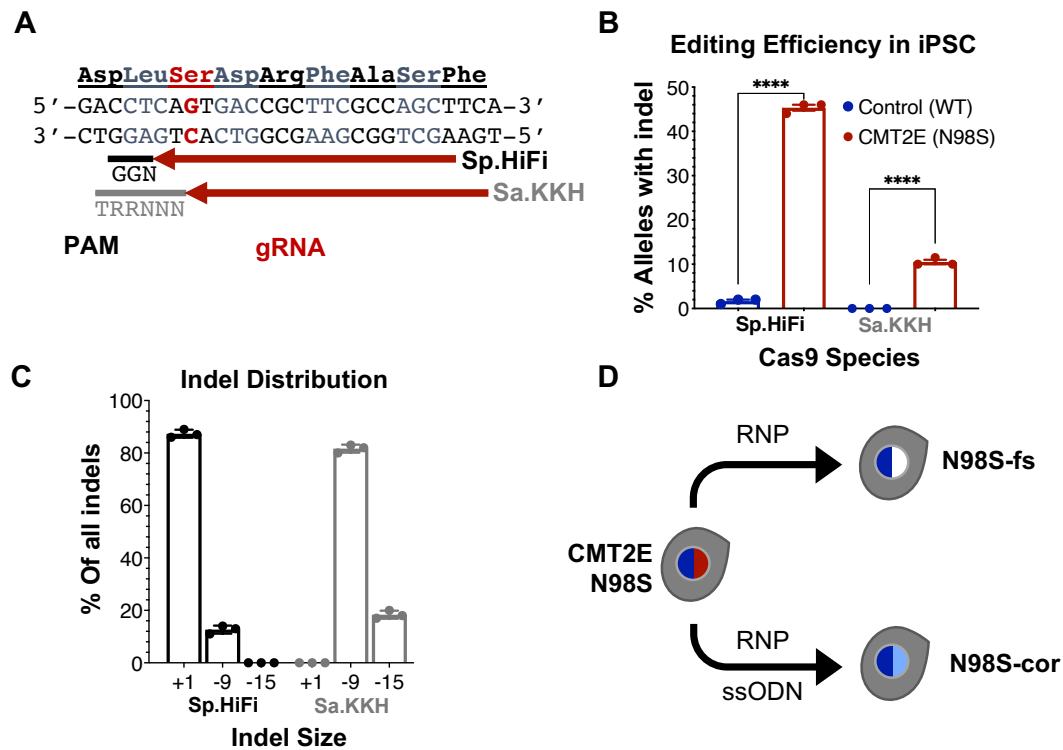 A
AspLeuSerAspArgPheAlaSerPhe
5’-GACCTCAGTGACCGCTTCGCCAGCTTCA-3’
3’-CTGGAGTCACTGGCGAAGCGGTCGAAGT-5’
GGN
Sp.HiFi
TRRNNN
Sa.KKH
PAM
gRNA
B
Editing Efficiency in iPSC
% Alleles with indel
50
40
30
20
10
0
****
****
Control (WT)
CMT2E (N98S)
Sp.HiFi
Sa.KKH
Cas9 Species
C
Indel Distribution
% Of all indels
100
80
60
40
20
0
+1 -9 -15 +1 -9 -15
Sp.HiFi
Sa.KKH
Indel Size
D
RNP
N98S-fs
CMT2E
N98S
RNP
ssODN
N98S-cor